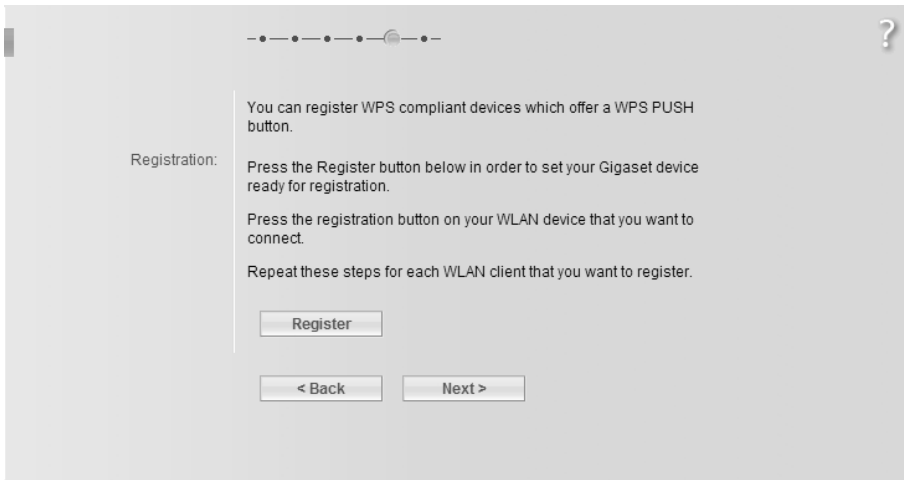 ?
You can register WPS compliant devices which offer a WPS PUSH
button.
Registration:
Press the Register button below in order to set your Gigaset device
ready for registration.
Press the registration button on your WLAN device that you want to
connect.
Repeat these steps for each WLAN client that you want to register.
Register
< Back
Next >